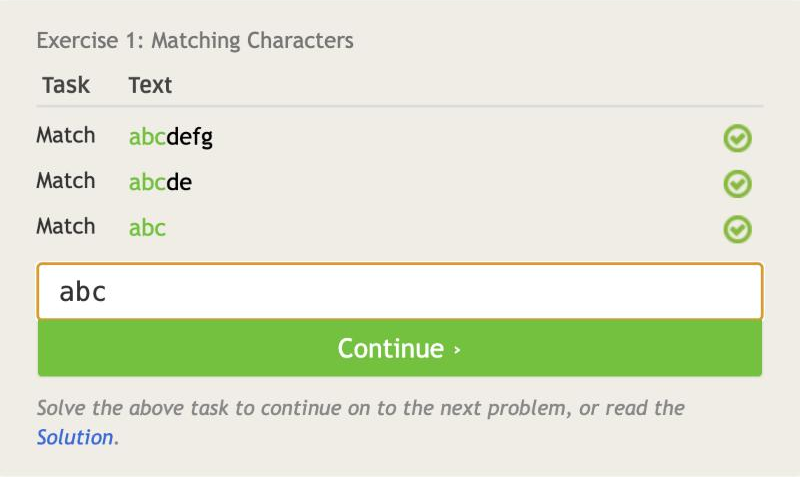 Exercise 1: Matching Characters
Task Text
Match abcdefg
Match abcde
Match abc
abc
Continue ›
Solve the above task to continue on to the next problem, or read the
Solution.